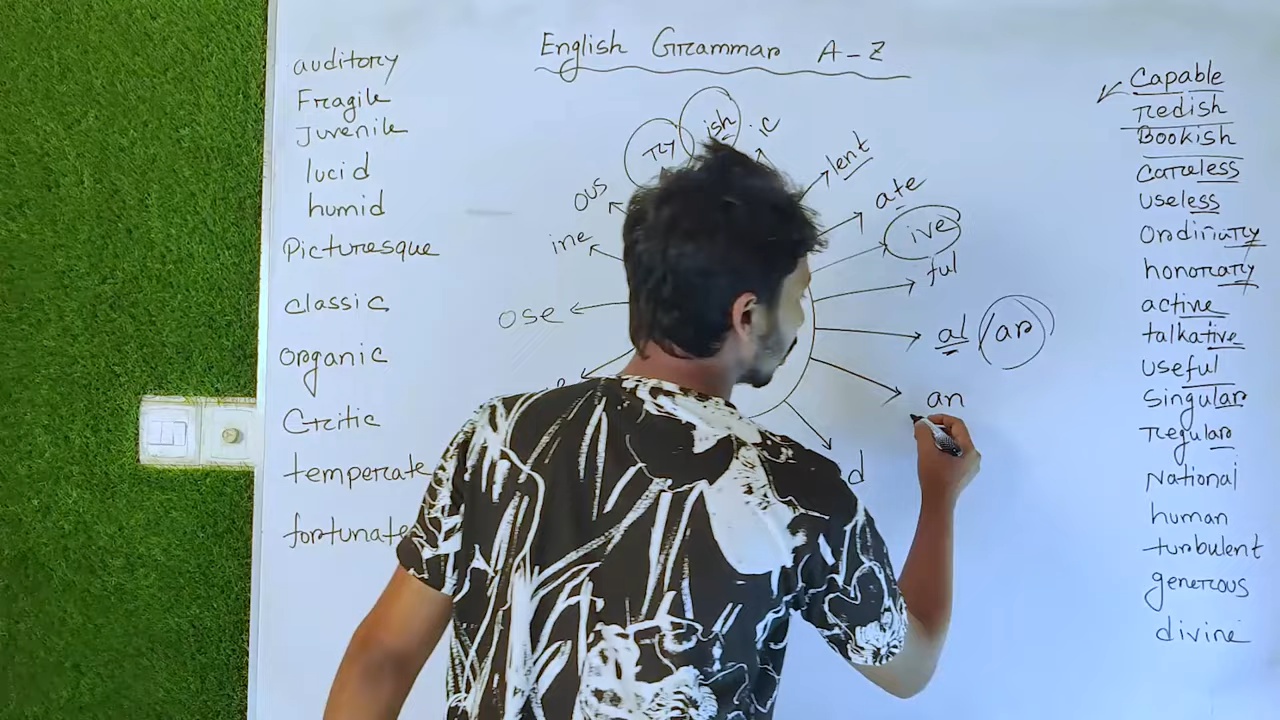 English Grammar A-Z
auditory
Fragile
Juvenile
lucid
humid
Picturesque
classic
organic
Critic
temperate
fortunate
ry
ish
ic
lent
ate
ive
ful
al / ar
an
d
ous
ine
ose
Capable
redish
Bookish
Careless
useless
Ordinary
honorary
active
talkative
Useful
Singular
Regular
National
human
turbulent
generous
divine